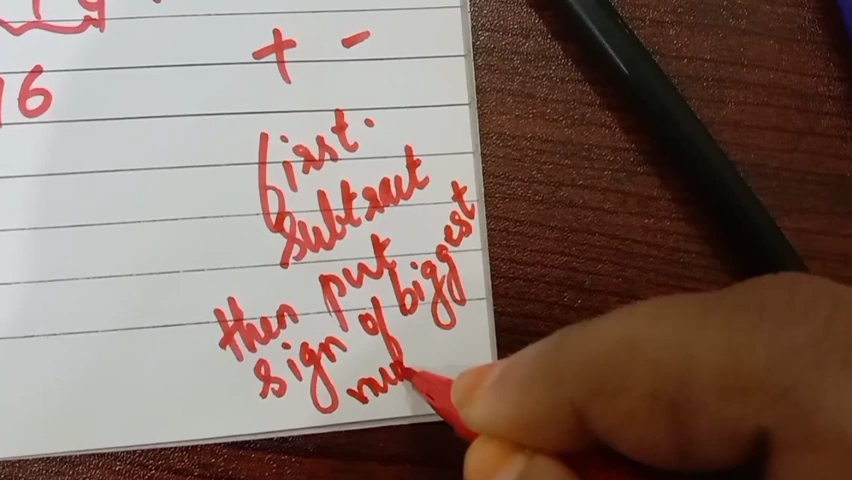 16
+ -
first.
subtract
then put
sign of biggest